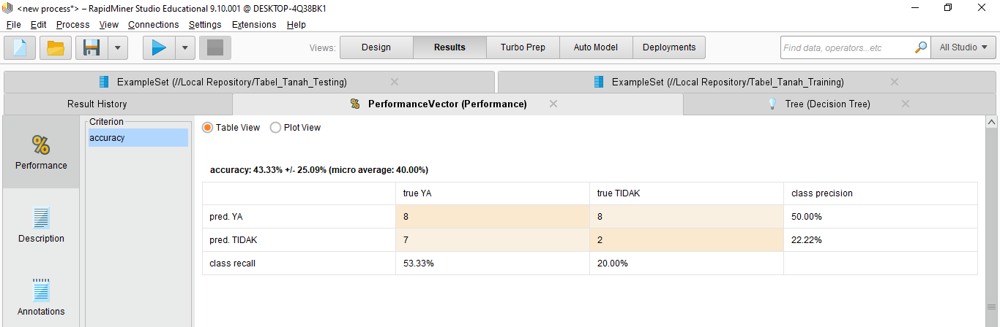 <new process*> – RapidMiner Studio Educational 9.10.001 @ DESKTOP-4Q38BK1
File Edit Process View Connections Settings Extensions Help
Views: Design Results Turbo Prep Auto Model Deployments Find data, operators...etc All Studio
ExampleSet (//Local Repository/Tabel_Tanah_Testing) ExampleSet (//Local Repository/Tabel_Tanah_Training)
Result History % PerformanceVector (Performance) Tree (Decision Tree)
Criterion
accuracy
%
Performance
Description
Annotations
Table View Plot View
accuracy: 43.33% +/- 25.09% (micro average: 40.00%)
true YA true TIDAK class precision
pred. YA 8 8 50.00%
pred. TIDAK 7 2 22.22%
class recall 53.33% 20.00%